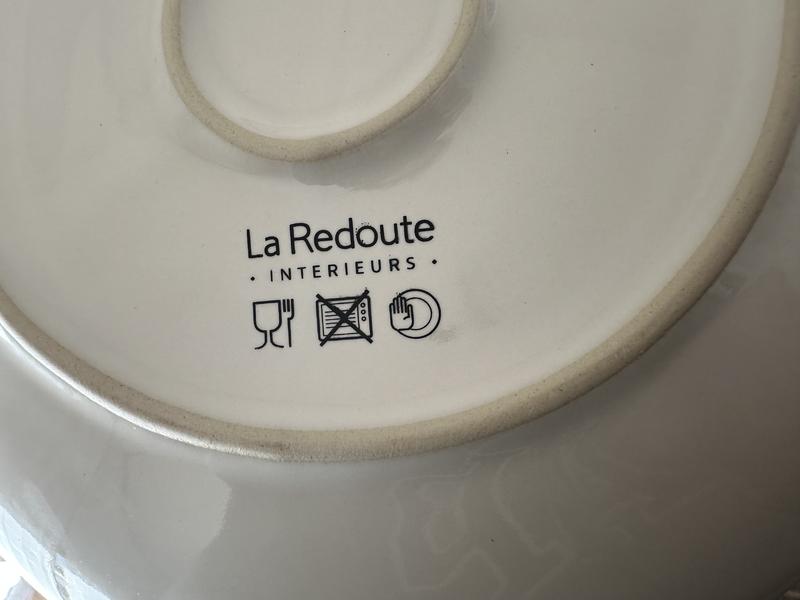 La Redoute
• INTERIEURS •